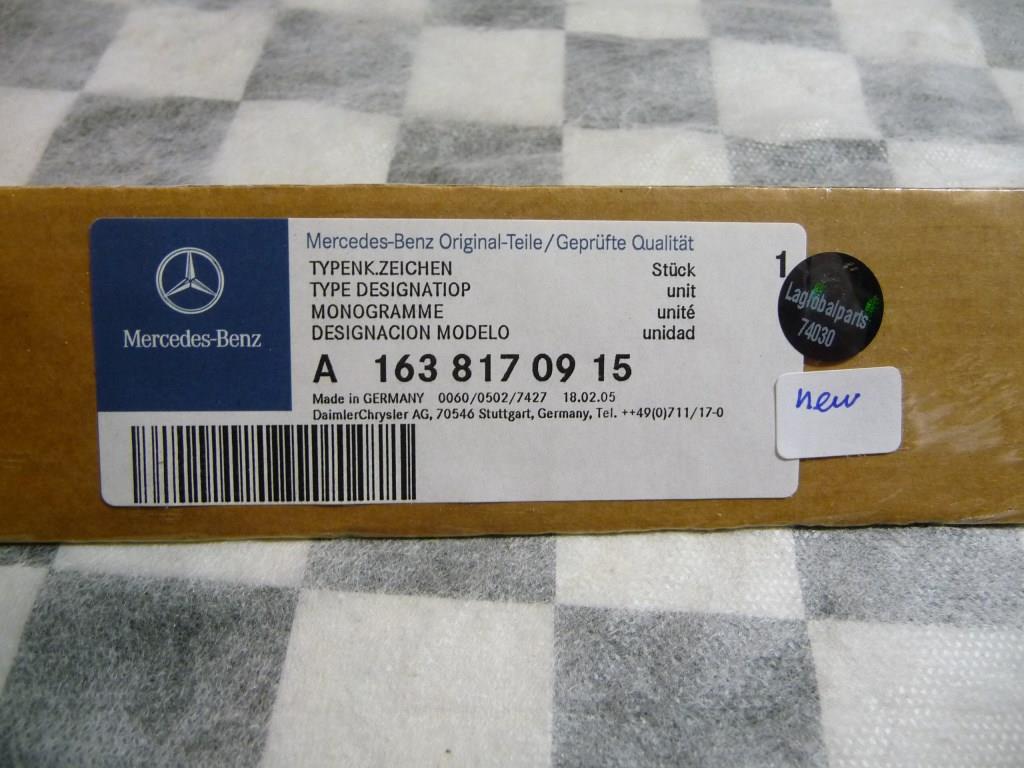 Mercedes-Benz
Mercedes-Benz Original-Teile/Geprüfte Qualität
TYPENK.ZEICHEN Stück 1
TYPE DESIGNATIOP unit
MONOGRAMME unité
DESIGNACION MODELO unidad
A 163 817 09 15
Made in GERMANY 0060/0502/7427 18.02.05
DaimlerChrysler AG, 70546 Stuttgart, Germany, Tel. ++49(0)711/17-0
Laglobalparts
74030
new